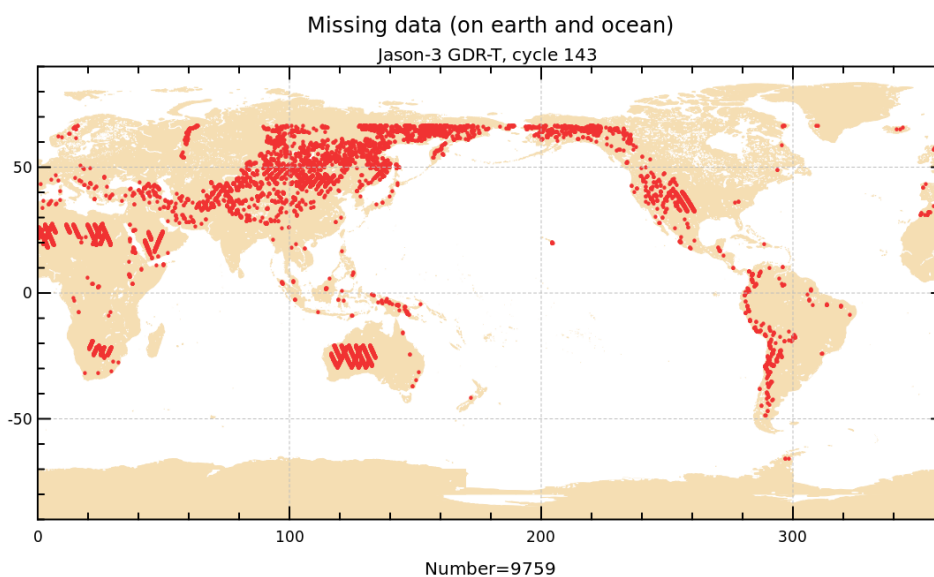 Missing data (on earth and ocean)
Jason-3 GDR-T, cycle 143
50
0
-50
0 100 200 300
Number=9759